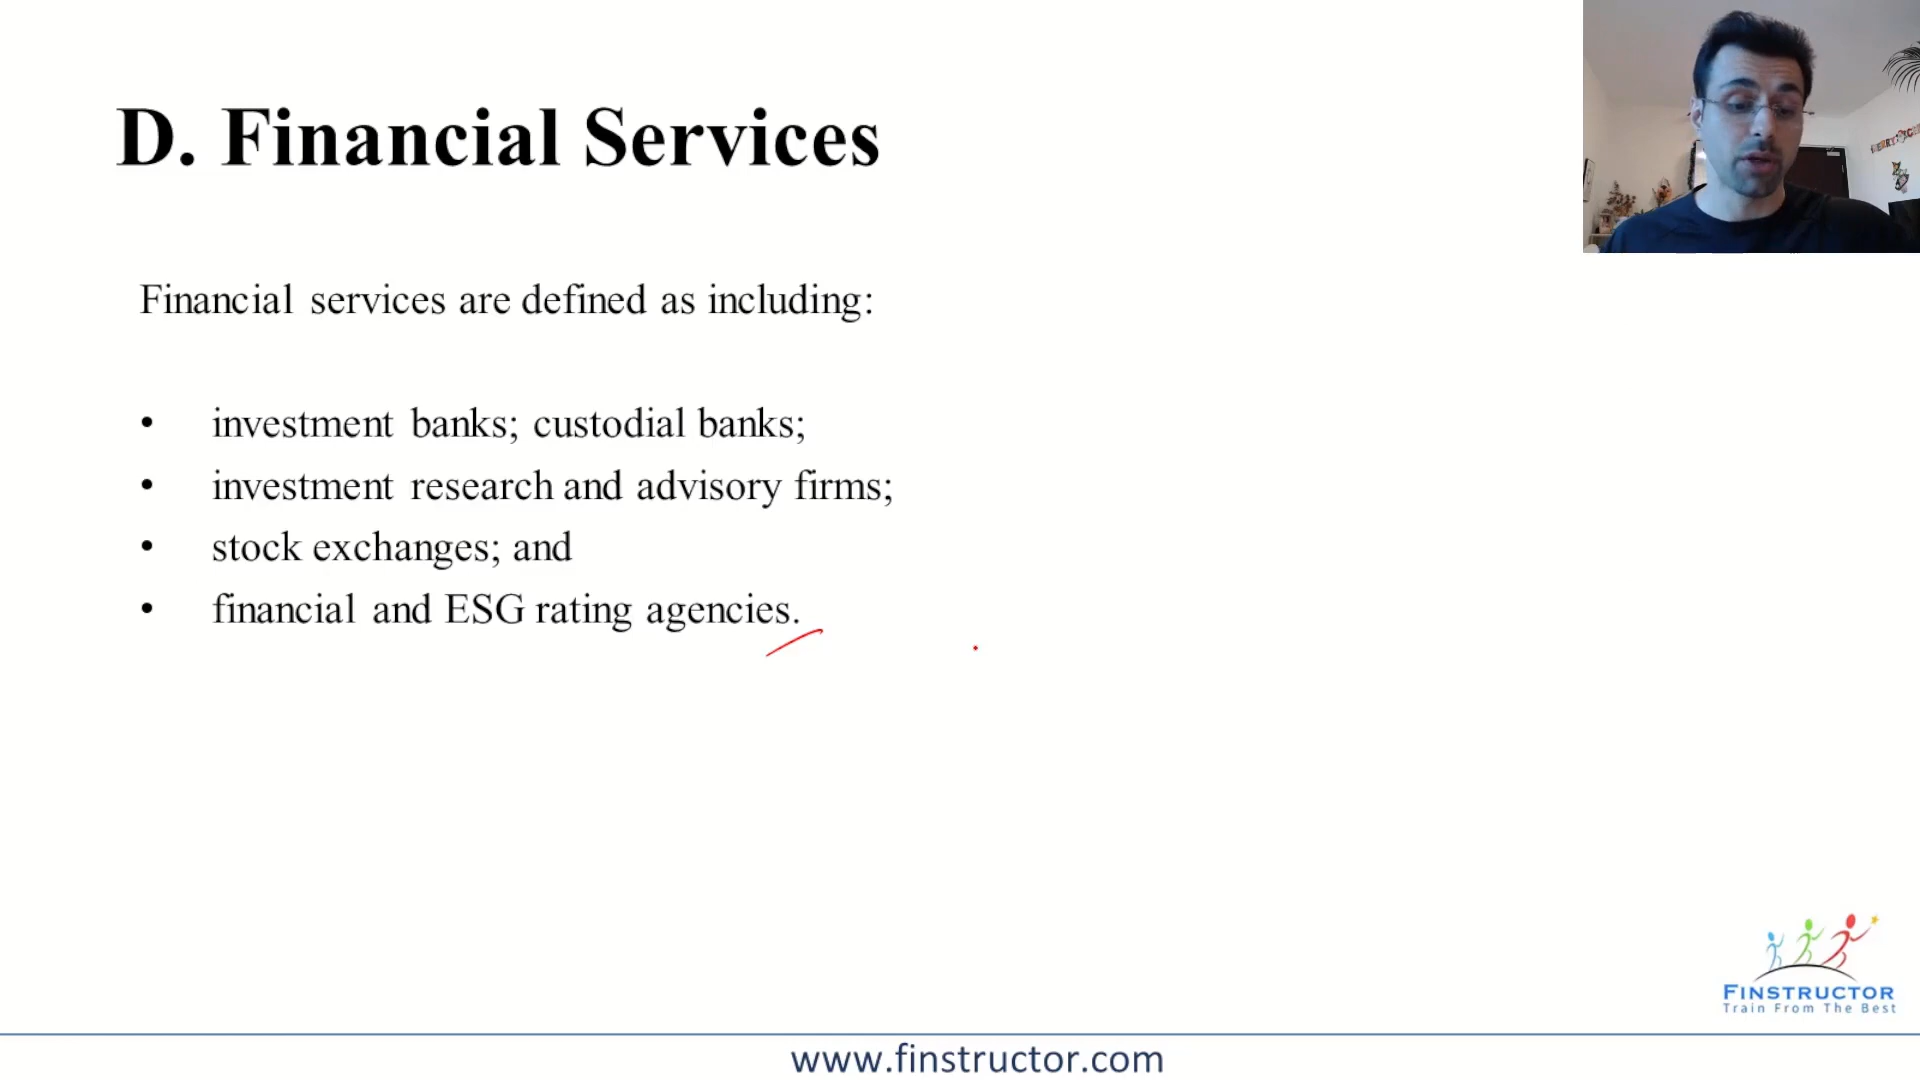 D. Financial Services
Financial services are defined as including:
• investment banks; custodial banks;
• investment research and advisory firms;
• stock exchanges; and
• financial and ESG rating agencies.
FINSTRUCTOR
Train From The Best
www.finstructor.com